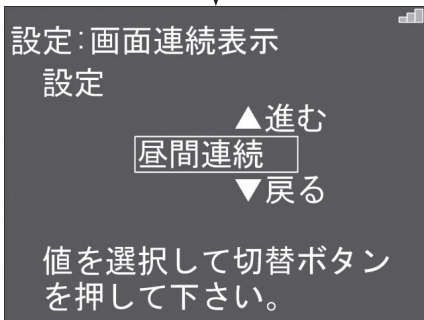 設定:画面連続表示
設定
▲進む
昼間連続
▼戻る
値を選択して切替ボタン
を押して下さい。